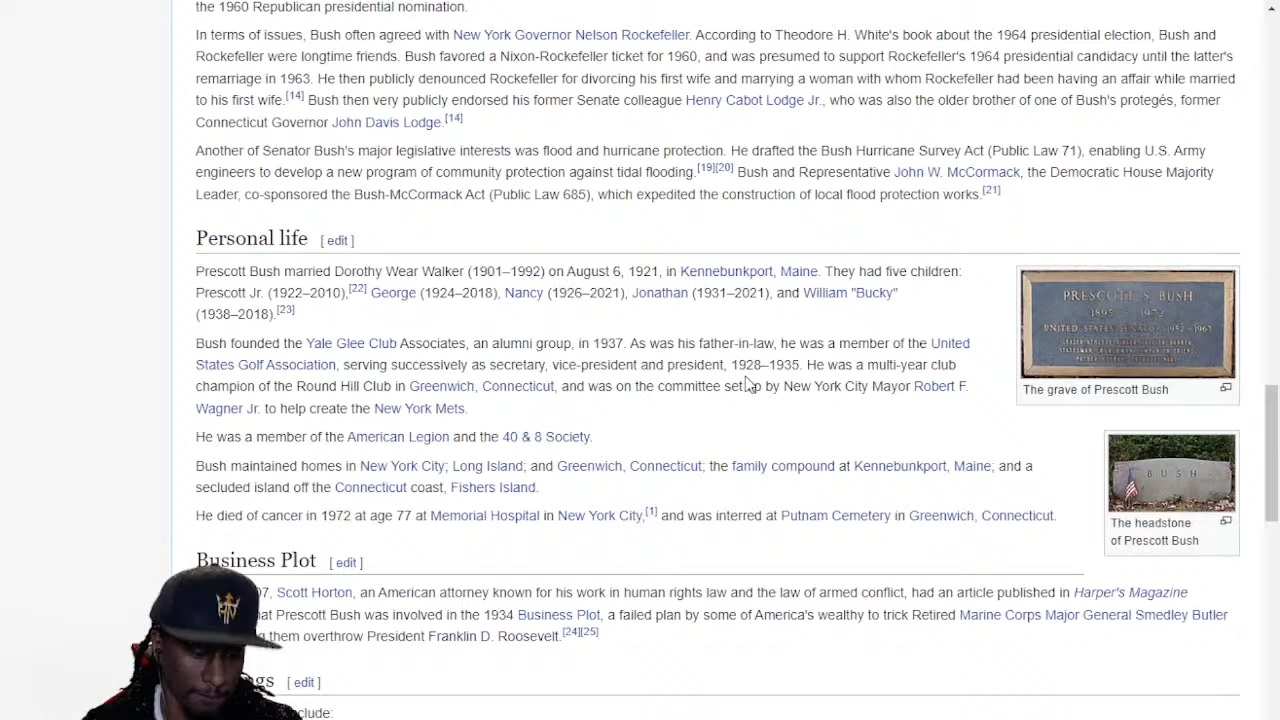 the 1960 Republican presidential nomination.
In terms of issues, Bush often agreed with New York Governor Nelson Rockefeller. According to Theodore H. White's book about the 1964 presidential election, Bush and
Rockefeller were longtime friends. Bush favored a Nixon-Rockefeller ticket for 1960, and was presumed to support Rockefeller's 1964 presidential candidacy until the latter's
remarriage in 1963. He then publicly denounced Rockefeller for divorcing his first wife and marrying a woman with whom Rockefeller had been having an affair while married
to his first wife.[14] Bush then very publicly endorsed his former Senate colleague Henry Cabot Lodge Jr., who was also the older brother of one of Bush's protegés, former
Connecticut Governor John Davis Lodge.[14]
Another of Senator Bush's major legislative interests was flood and hurricane protection. He drafted the Bush Hurricane Survey Act (Public Law 71), enabling U.S. Army
engineers to develop a new program of community protection against tidal flooding.[19][20] Bush and Representative John W. McCormack, the Democratic House Majority
Leader, co-sponsored the Bush-McCormack Act (Public Law 685), which expedited the construction of local flood protection works.[21]
Personal life [ edit ]
Prescott Bush married Dorothy Wear Walker (1901–1992) on August 6, 1921, in Kennebunkport, Maine. They had five children:
Prescott Jr. (1922–2010),[22] George (1924–2018), Nancy (1926–2021), Jonathan (1931–2021), and William "Bucky"
(1938–2018).[23]
Bush founded the Yale Glee Club Associates, an alumni group, in 1937. As was his father-in-law, he was a member of the United
States Golf Association, serving successively as secretary, vice-president and president, 1928–1935. He was a multi-year club
champion of the Round Hill Club in Greenwich, Connecticut, and was on the committee set up by New York City Mayor Robert F.
Wagner Jr. to help create the New York Mets.
He was a member of the American Legion and the 40 & 8 Society.
Bush maintained homes in New York City; Long Island; and Greenwich, Connecticut; the family compound at Kennebunkport, Maine; and a
secluded island off the Connecticut coast, Fishers Island.
He died of cancer in 1972 at age 77 at Memorial Hospital in New York City,[1] and was interred at Putnam Cemetery in Greenwich, Connecticut.
PRESCOTT S. BUSH
1895 1972
UNITED STATES SENATOR 1952-1963
The grave of Prescott Bush
BUSH
The headstone
of Prescott Bush
Business Plot [ edit ]
07, Scott Horton, an American attorney known for his work in human rights law and the law of armed conflict, had an article published in Harper's Magazine
at Prescott Bush was involved in the 1934 Business Plot, a failed plan by some of America's wealthy to trick Retired Marine Corps Major General Smedley Butler
them overthrow President Franklin D. Roosevelt.[24][25]
gs [ edit ]
clude: